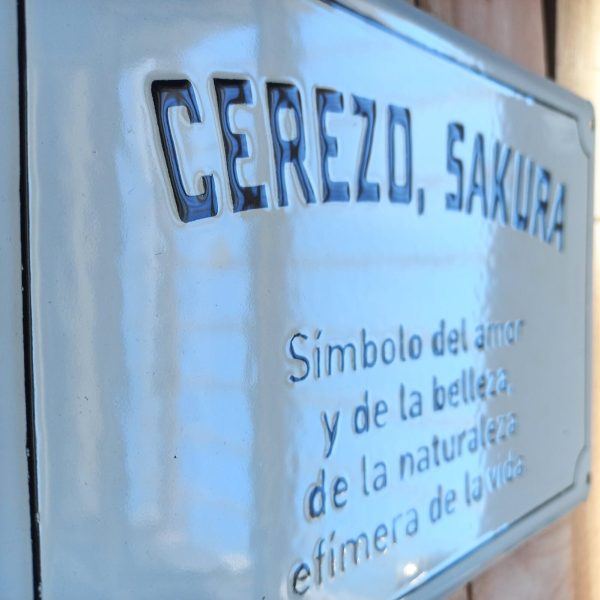 CEREZO, SAKURA
Símbolo del amor
y de la belleza,
de la naturaleza
efímera de la vida